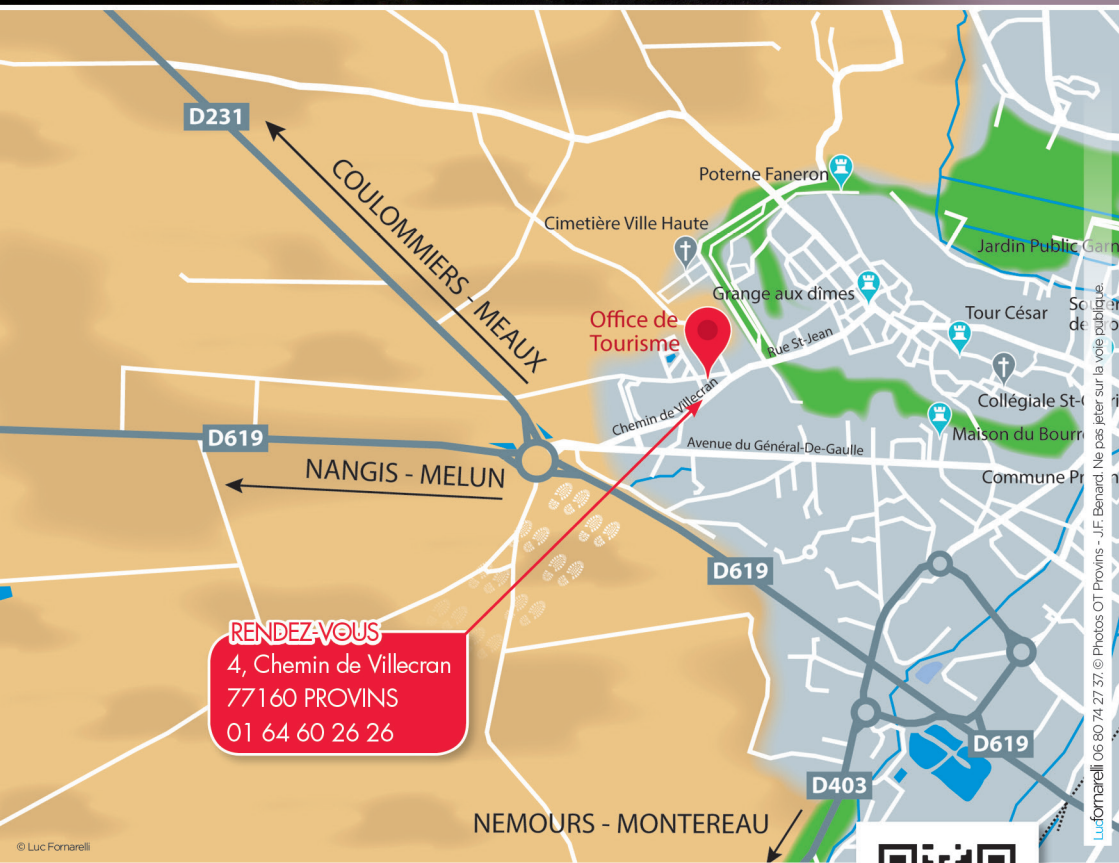 D231
COULOMMIERS - MEAUX
Poterne Faneron
Cimetière Ville Haute
Jardin Public Garn
Grange aux dîmes
Office de
Tourisme
Tour César
Rue St-Jean
Chemin de Villecran
Collégiale St-
Maison du Bourr
Avenue du Général-De-Gaulle
D619
NANGIS - MELUN
Commune Pr
D619
RENDEZ-VOUS
4, Chemin de Villecran
77160 PROVINS
01 64 60 26 26
D619
D403
NEMOURS - MONTEREAU
© Luc Fornarelli
Lucfornarelli 06 80 74 27 37. © Photos OT Provins - J.F. Benard. Ne pas jeter sur la voie publique.